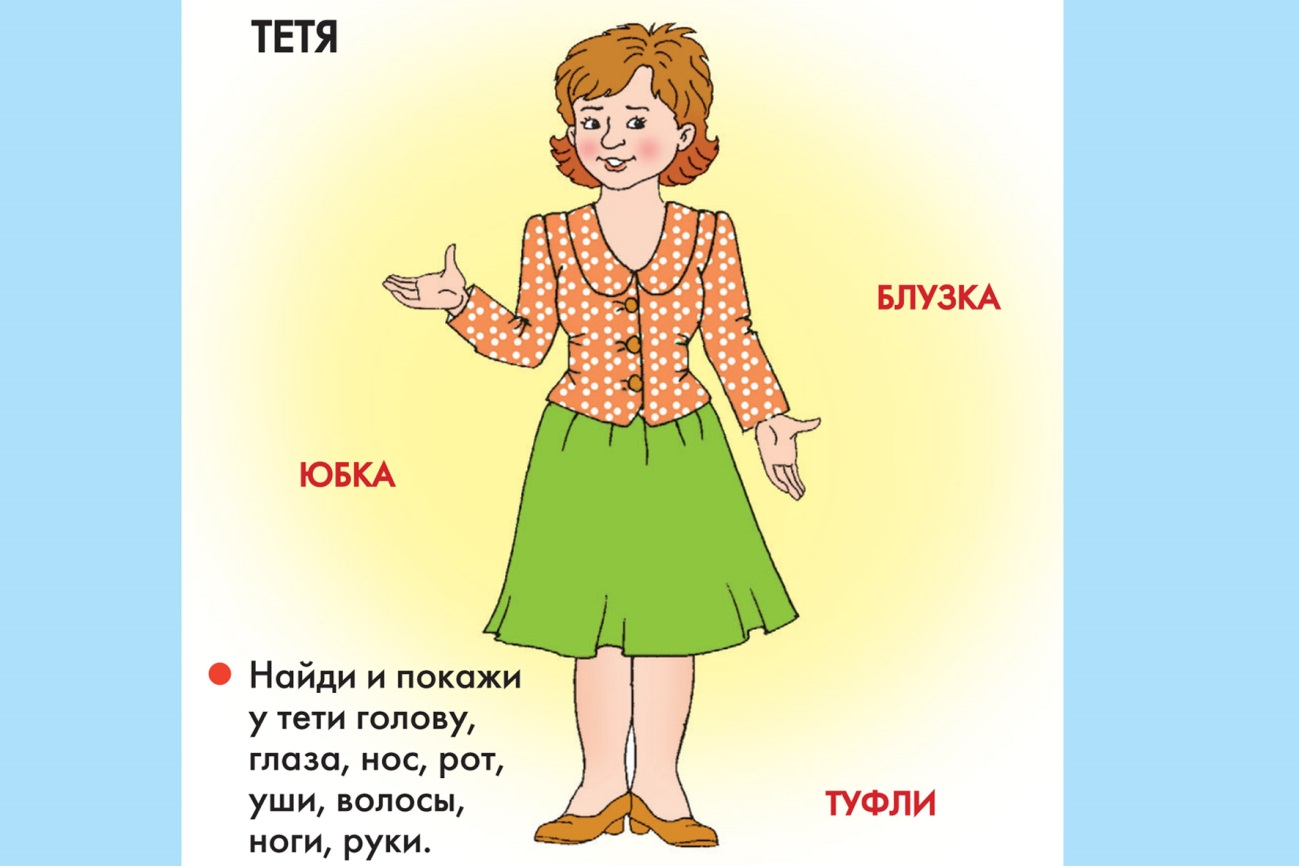 ТЕТЯ
БЛУЗКА
ЮБКА
Найди и покажи
у тети голову,
глаза, нос, рот,
уши, волосы,
ноги, руки.
ТУФЛИ